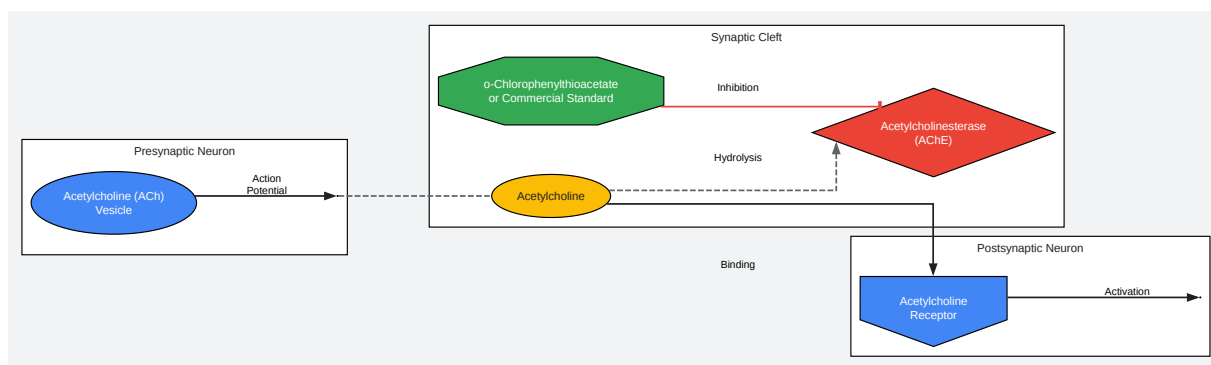 Synaptic Cleft
o-Chlorophenylthioacetate
or Commercial Standard
Inhibition
Acetylcholinesterase
(AChE)
Presynaptic Neuron
Hydrolysis
Action
Potential
Acetylcholine (ACh)
Vesicle
Acetylcholine
Postsynaptic Neuron
Binding
Acetylcholine
Receptor
Activation